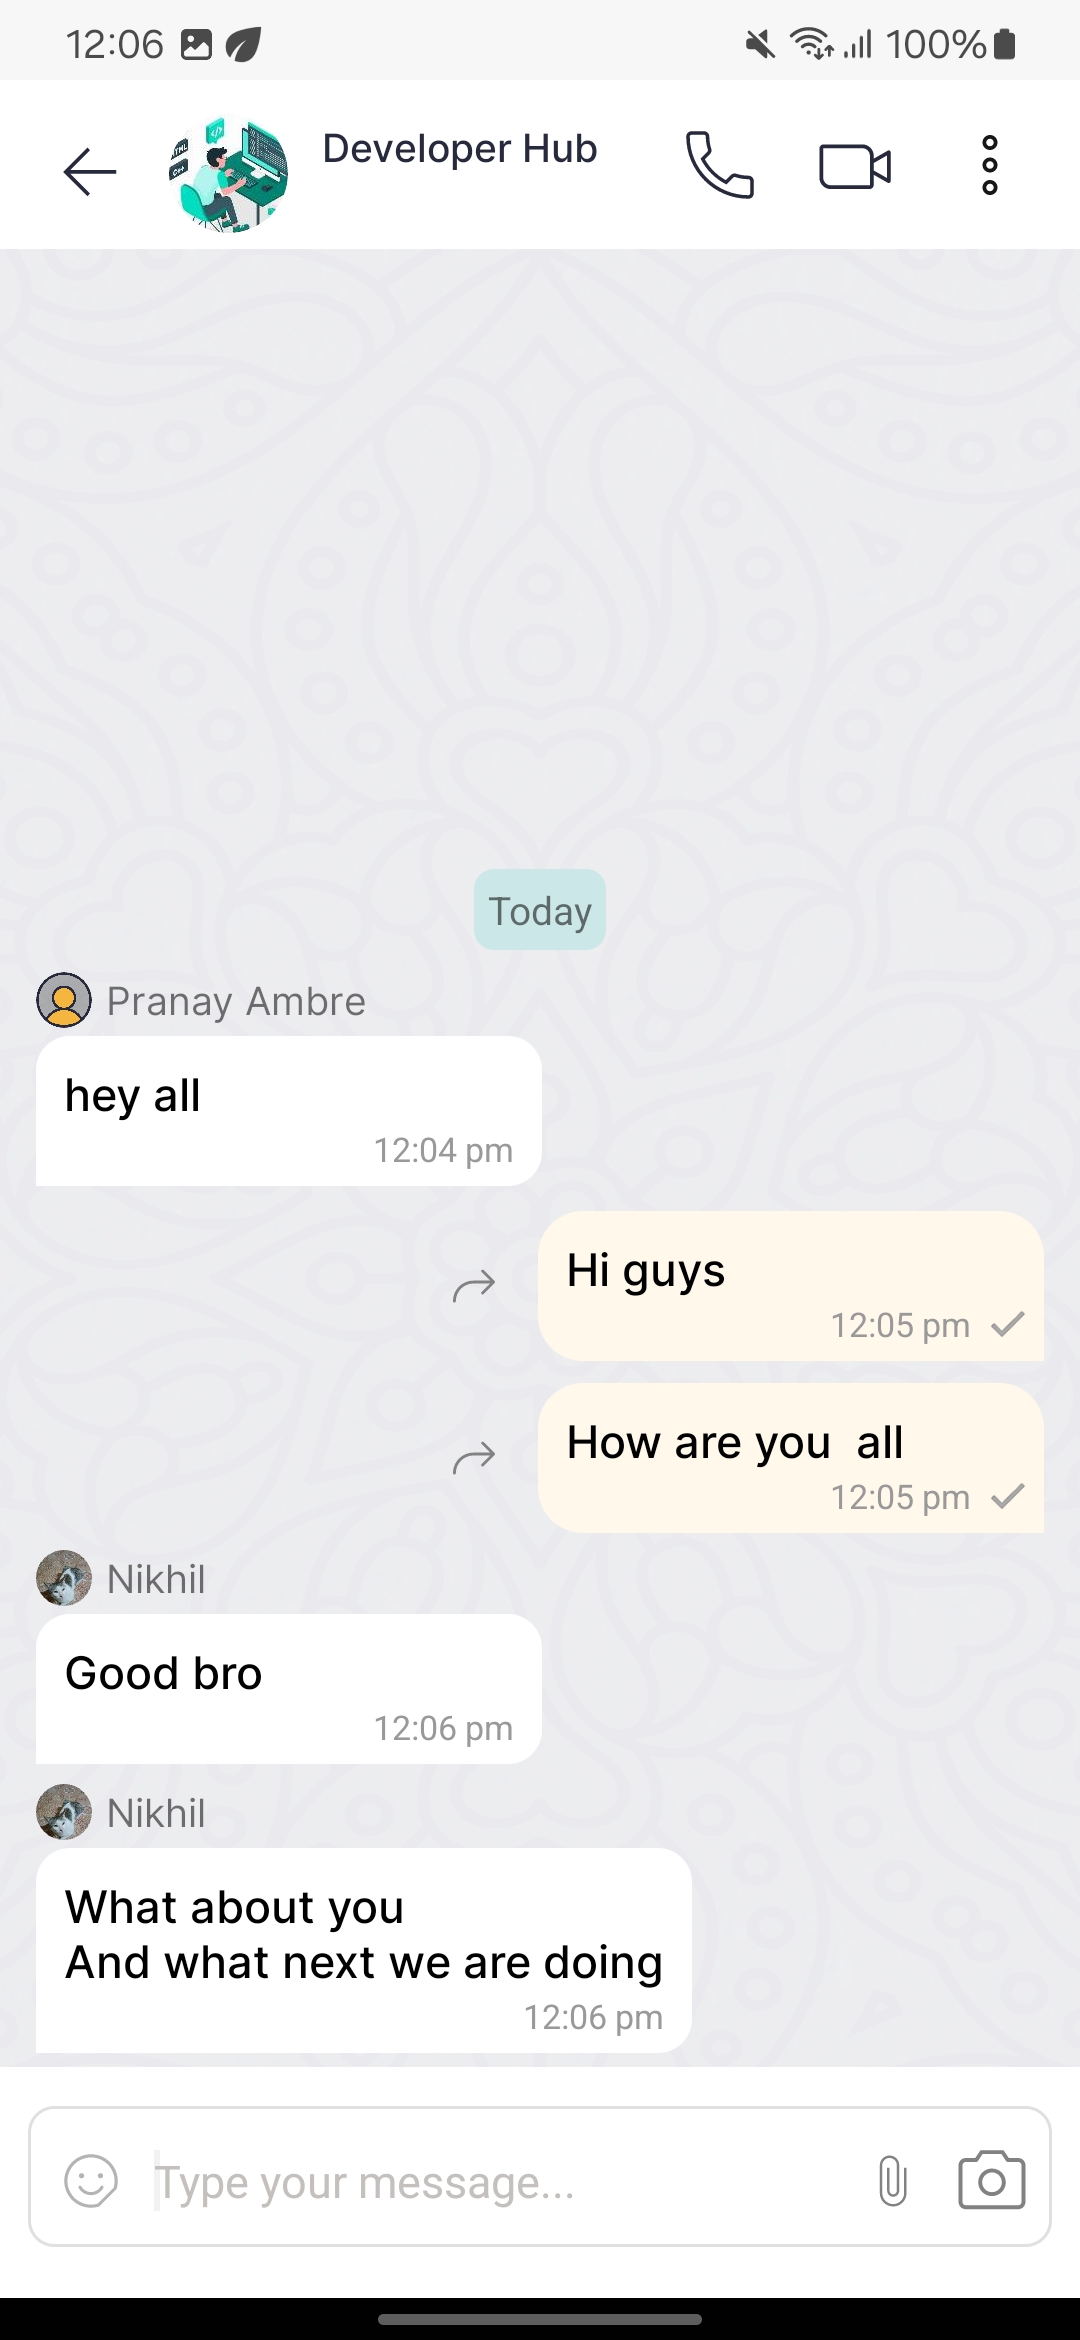 12:06
100%
Developer Hub
Today
Pranay Ambre
hey all
12:04 pm
Hi guys
12:05 pm
How are you  all
12:05 pm
Nikhil
Good bro
12:06 pm
Nikhil
What about you
And what next we are doing
12:06 pm
Type your message...